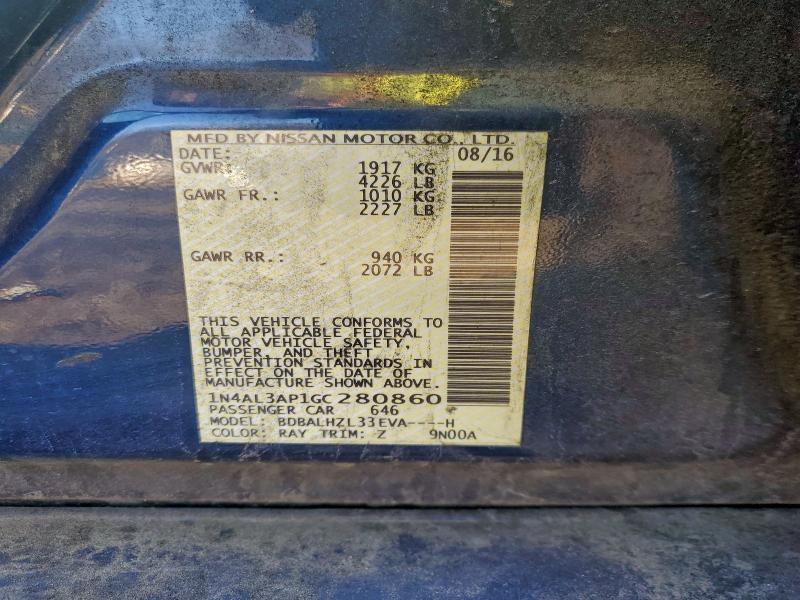 MFD BY NISSAN MOTOR CO., LTD.
DATE: 08/16
GVWR: 1917 KG
4226 LB
GAWR FR.: 1010 KG
2227 LB
GAWR RR.: 940 KG
2072 LB
THIS VEHICLE CONFORMS TO
ALL APPLICABLE FEDERAL
MOTOR VEHICLE SAFETY,
BUMPER, AND THEFT
PREVENTION STANDARDS IN
EFFECT ON THE DATE OF
MANUFACTURE SHOWN ABOVE.
1N4AL3AP1GC280860
PASSENGER CAR 646
MODEL: BDBALHZL33EVA----H
COLOR: RAY TRIM: Z 9N00A